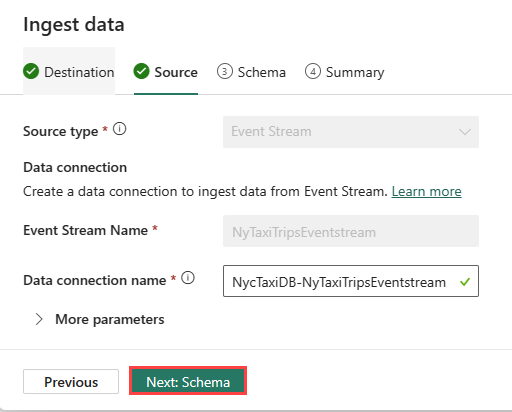 Ingest data
Destination Source 3 Schema 4 Summary
Source type * Event Stream
Data connection
Create a data connection to ingest data from Event Stream. Learn more
Event Stream Name * NyTaxiTripsEventstream
Data connection name * NycTaxiDB-NyTaxiTripsEventstream
More parameters
Previous Next: Schema